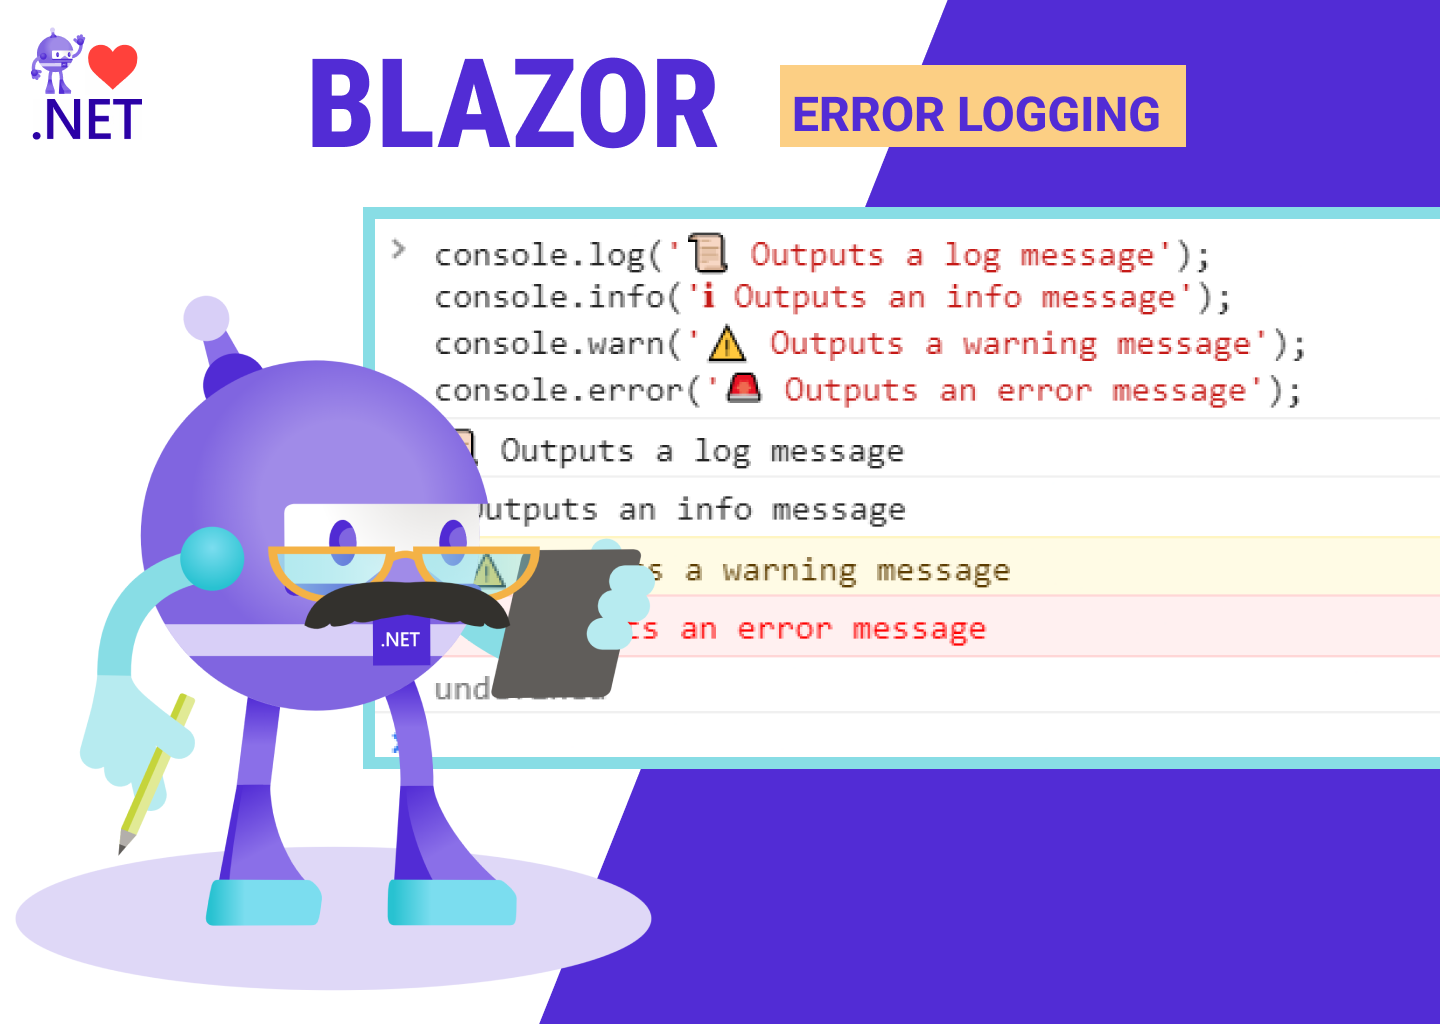 .NET
BLAZOR
ERROR LOGGING
> console.log('📜 Outputs a log message');
console.info('ℹ Outputs an info message');
console.warn('⚠ Outputs a warning message');
console.error('🚨 Outputs an error message');
Outputs a log message
Outputs an info message
a warning message
an error message
.NET